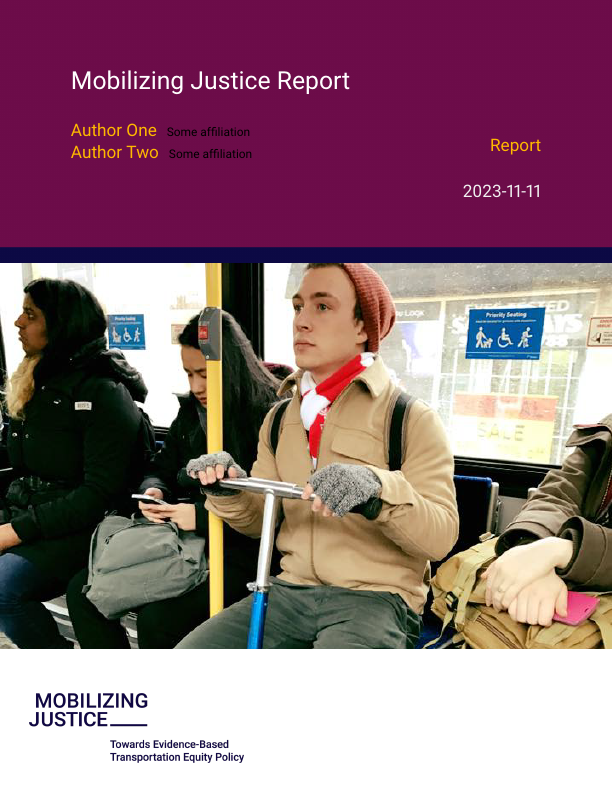 Mobilizing Justice Report
Author One Some affiliation
Author Two Some affiliation
Report
2023-11-11
Priority Seating
Priority Seating
MOBILIZING
JUSTICE
Towards Evidence-Based
Transportation Equity Policy